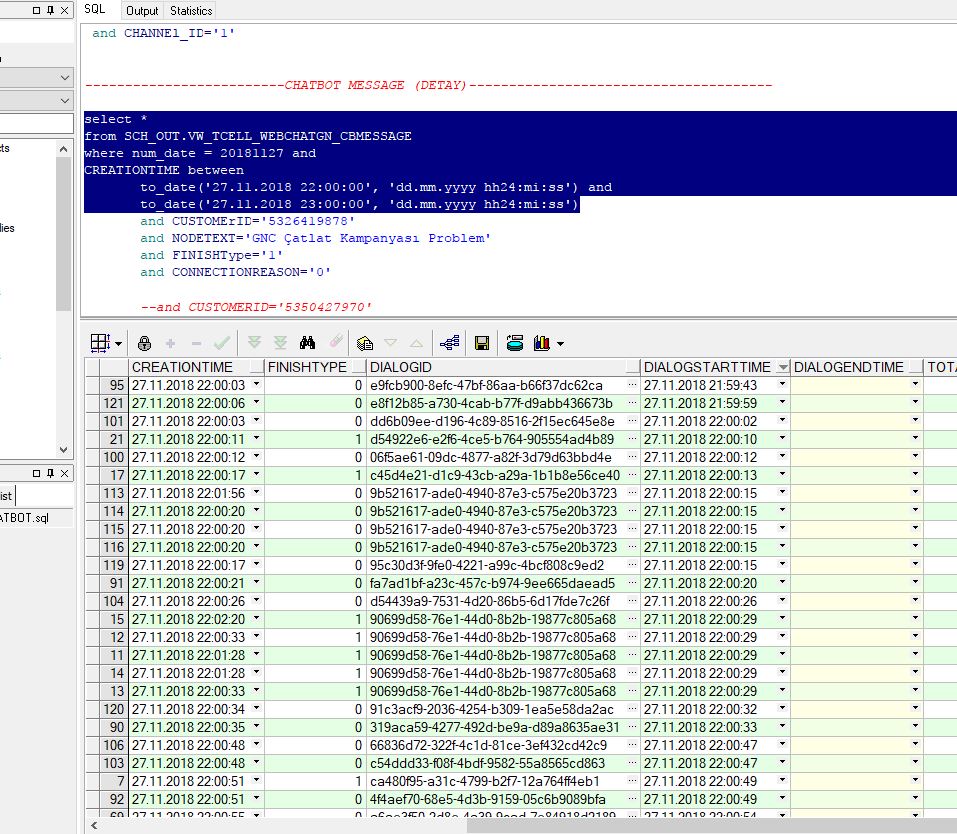 SQL Output Statistics
and CHANNEl_ID='1'
-------------------------CHATBOT MESSAGE (DETAY)--------------------------------------
select *
from SCH_OUT.VW_TCELL_WEBCHATGN_CBMESSAGE
where num_date = 20181127 and
CREATIONTIME between
to_date('27.11.2018 22:00:00', 'dd.mm.yyyy hh24:mi:ss') and
to_date('27.11.2018 23:00:00', 'dd.mm.yyyy hh24:mi:ss')
and CUSTOMErID='5326419878'
and NODETEXT='GNC Çatlat Kampanyası Problem'
and FINISHType='1'
and CONNECTIONREASON='0'
--and CUSTOMERID='5350427970'
cts
lies
ist
ATBOT.sql
CREATIONTIME FINISHTYPE DIALOGID DIALOGSTARTTIME DIALOGENDTIME TOTA
95 27.11.2018 22:00:03 0 e9fcb900-8efc-47bf-86aa-b66f37dc62ca 27.11.2018 21:59:43
121 27.11.2018 22:00:06 0 e8f12b85-a730-4cab-b77f-d9abb436673b 27.11.2018 21:59:59
101 27.11.2018 22:00:03 0 dd6b09ee-d196-4c89-8516-2f15ec645e8e 27.11.2018 22:00:02
21 27.11.2018 22:00:11 1 d54922e6-e2f6-4ce5-b764-905554ad4b89 27.11.2018 22:00:10
100 27.11.2018 22:00:12 0 06f5ae61-09dc-4877-a82f-3d79d63bbd4e 27.11.2018 22:00:12
17 27.11.2018 22:00:17 1 c45d4e21-d1c9-43cb-a29a-1b1b8e56ce40 27.11.2018 22:00:13
113 27.11.2018 22:01:56 0 9b521617-ade0-4940-87e3-c575e20b3723 27.11.2018 22:00:15
114 27.11.2018 22:00:20 0 9b521617-ade0-4940-87e3-c575e20b3723 27.11.2018 22:00:15
115 27.11.2018 22:00:20 0 9b521617-ade0-4940-87e3-c575e20b3723 27.11.2018 22:00:15
116 27.11.2018 22:00:20 0 9b521617-ade0-4940-87e3-c575e20b3723 27.11.2018 22:00:15
119 27.11.2018 22:00:17 0 95c30d3f-9fe0-4221-a99c-4bcf808c9ed2 27.11.2018 22:00:15
91 27.11.2018 22:00:21 0 fa7ad1bf-a23c-457c-b974-9ee665daead5 27.11.2018 22:00:20
104 27.11.2018 22:00:26 0 d54439a9-7531-4d20-86b5-6d17fde7c26f 27.11.2018 22:00:26
15 27.11.2018 22:02:20 1 90699d58-76e1-44d0-8b2b-19877c805a68 27.11.2018 22:00:29
12 27.11.2018 22:00:33 1 90699d58-76e1-44d0-8b2b-19877c805a68 27.11.2018 22:00:29
11 27.11.2018 22:01:28 1 90699d58-76e1-44d0-8b2b-19877c805a68 27.11.2018 22:00:29
14 27.11.2018 22:01:28 1 90699d58-76e1-44d0-8b2b-19877c805a68 27.11.2018 22:00:29
13 27.11.2018 22:00:33 1 90699d58-76e1-44d0-8b2b-19877c805a68 27.11.2018 22:00:29
120 27.11.2018 22:00:34 0 91c3acf9-2036-4254-b309-1ea5e58da2ac 27.11.2018 22:00:32
90 27.11.2018 22:00:35 0 319aca59-4277-492d-be9a-d89a8635ae31 27.11.2018 22:00:33
106 27.11.2018 22:00:48 0 66836d72-322f-4c1d-81ce-3ef432cd42c9 27.11.2018 22:00:47
103 27.11.2018 22:00:48 0 c54ddd33-f08f-4bdf-9582-55a8565cd863 27.11.2018 22:00:47
7 27.11.2018 22:00:51 1 ca480f95-a31c-4799-b2f7-12a764ff4eb1 27.11.2018 22:00:49
92 27.11.2018 22:00:51 0 4f4aef70-68e5-4d3b-9159-05c6b9089bfa 27.11.2018 22:00:49